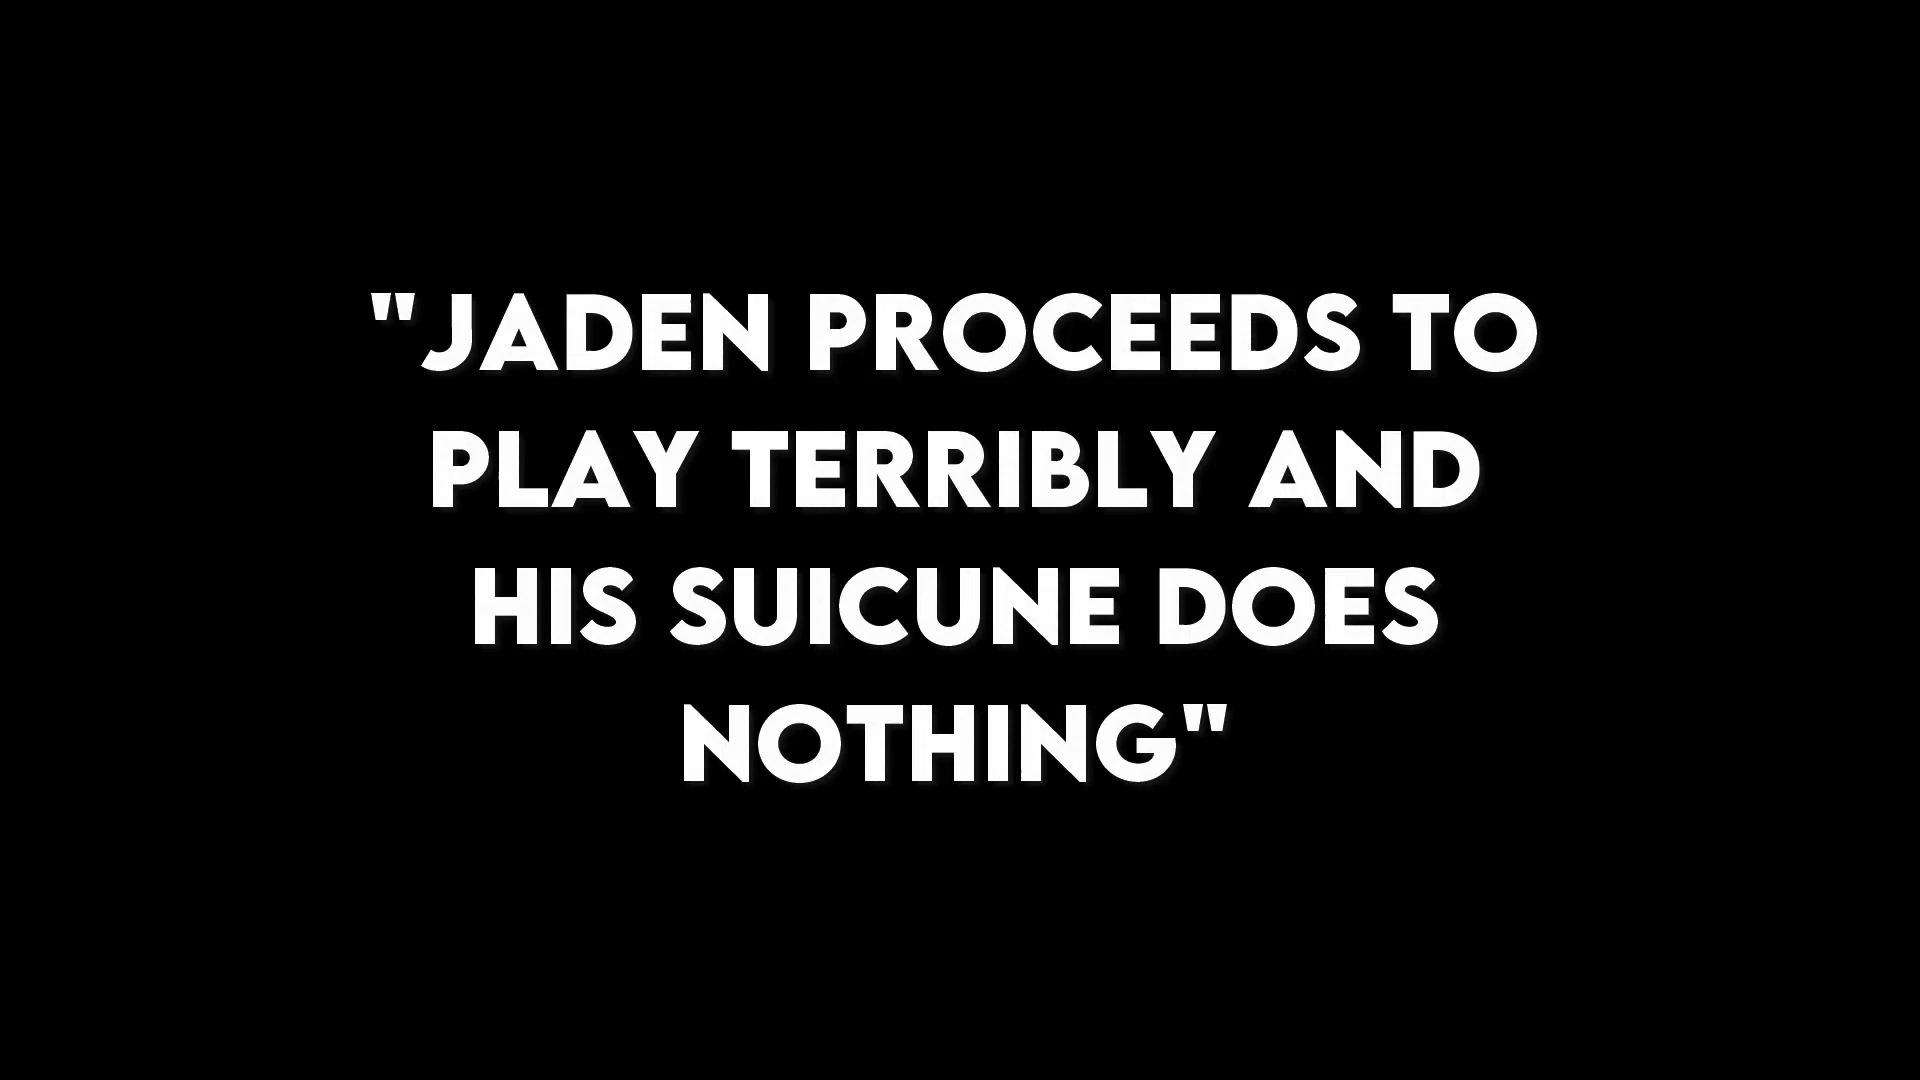 "JADEN PROCEEDS TO
PLAY TERRIBLY AND
HIS SUICUNE DOES
NOTHING"